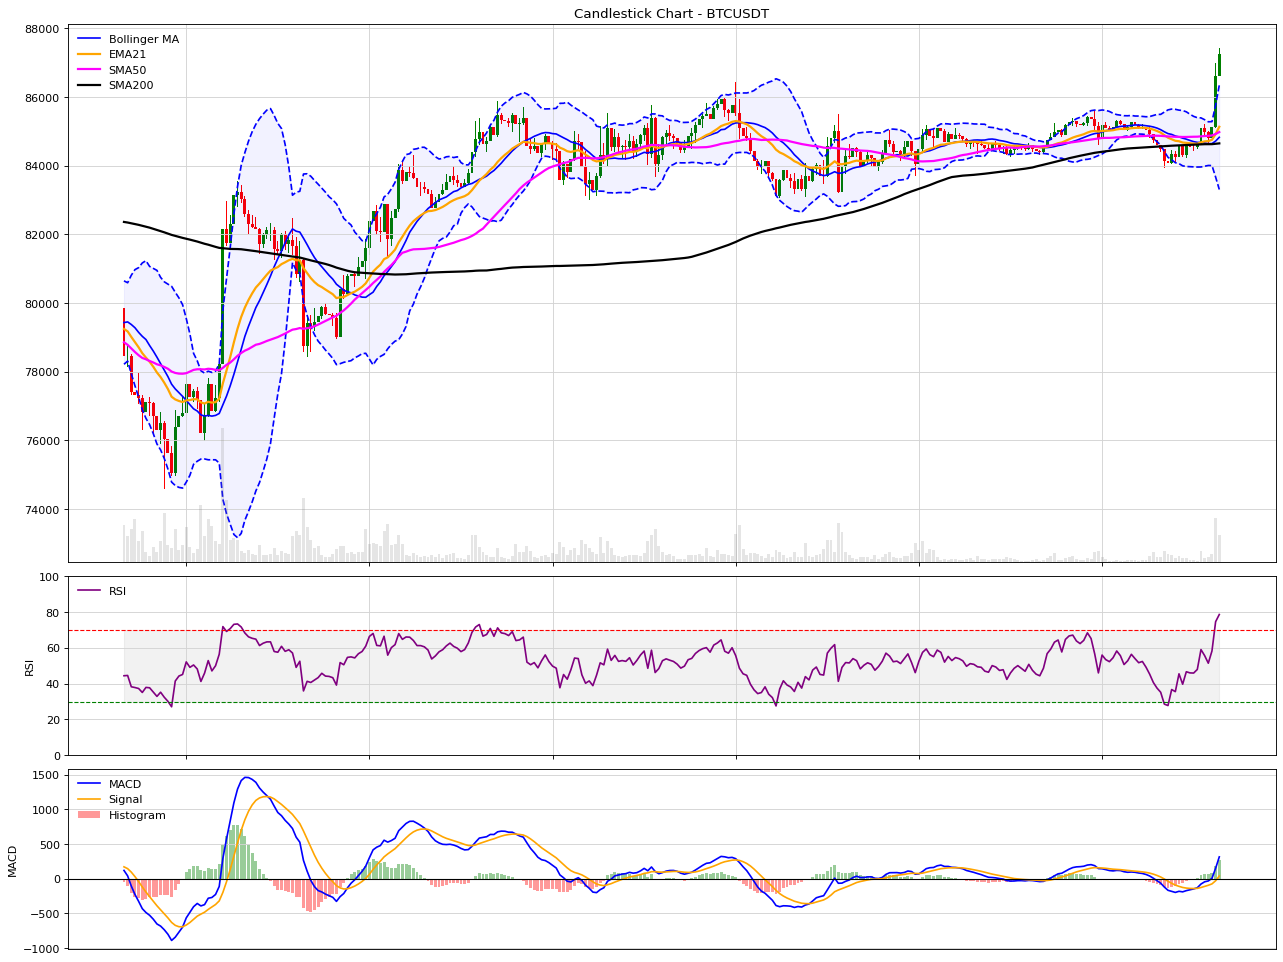 Candlestick Chart - BTCUSDT
88000
86000
84000
82000
80000
78000
76000
74000
Bollinger MA
EMA21
SMA50
SMA200
100
80
60
40
20
0
RSI
RSI
1500
1000
500
0
−500
−1000
MACD
MACD
Signal
Histogram